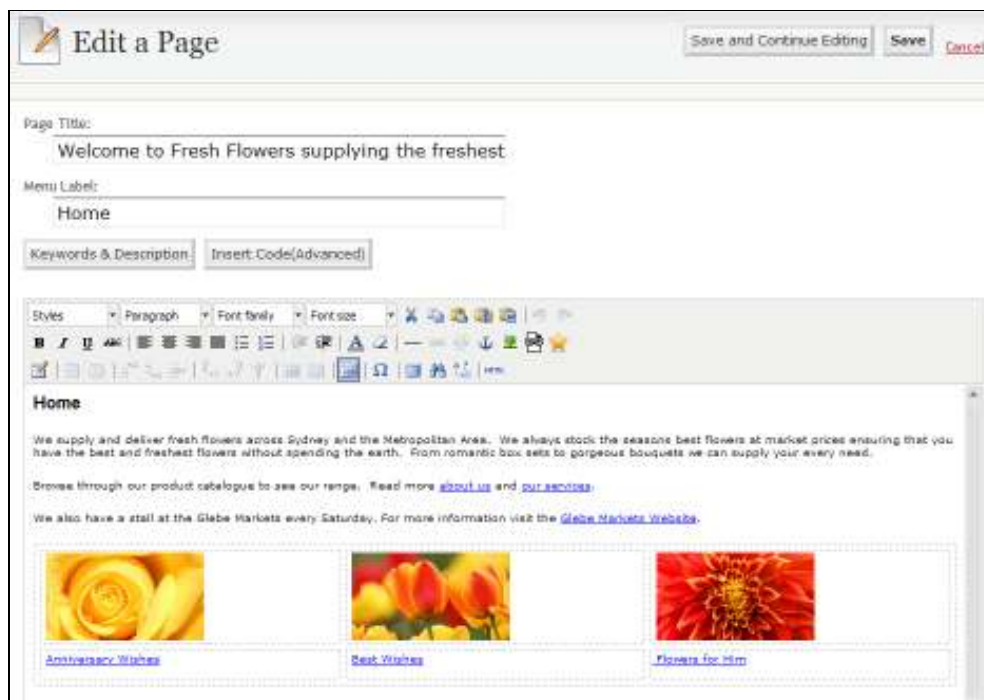 Edit a Page
Save and Continue Editing Save Cancel
Page Title:
Welcome to Fresh Flowers supplying the freshest
Menu Label:
Home
Keywords & Description Insert Code(Advanced)
Styles Paragraph Font family Font size
B I U ABC A
Ω HTML
Home
We supply and deliver fresh flowers across Sydney and the Metropolitan Area. We always stock the seasons best flowers at market prices ensuring that you
have the best and freshest flowers without spending the earth. From romantic box sets to gorgeous bouquets we can supply your every need.
Browse through our product catalogue to see our range. Read more about us and our services.
We also have a stall at the Glebe Markets every Saturday. For more information visit the Glebe Markets Website.
Anniversary Wishes Best Wishes Flowers for Him